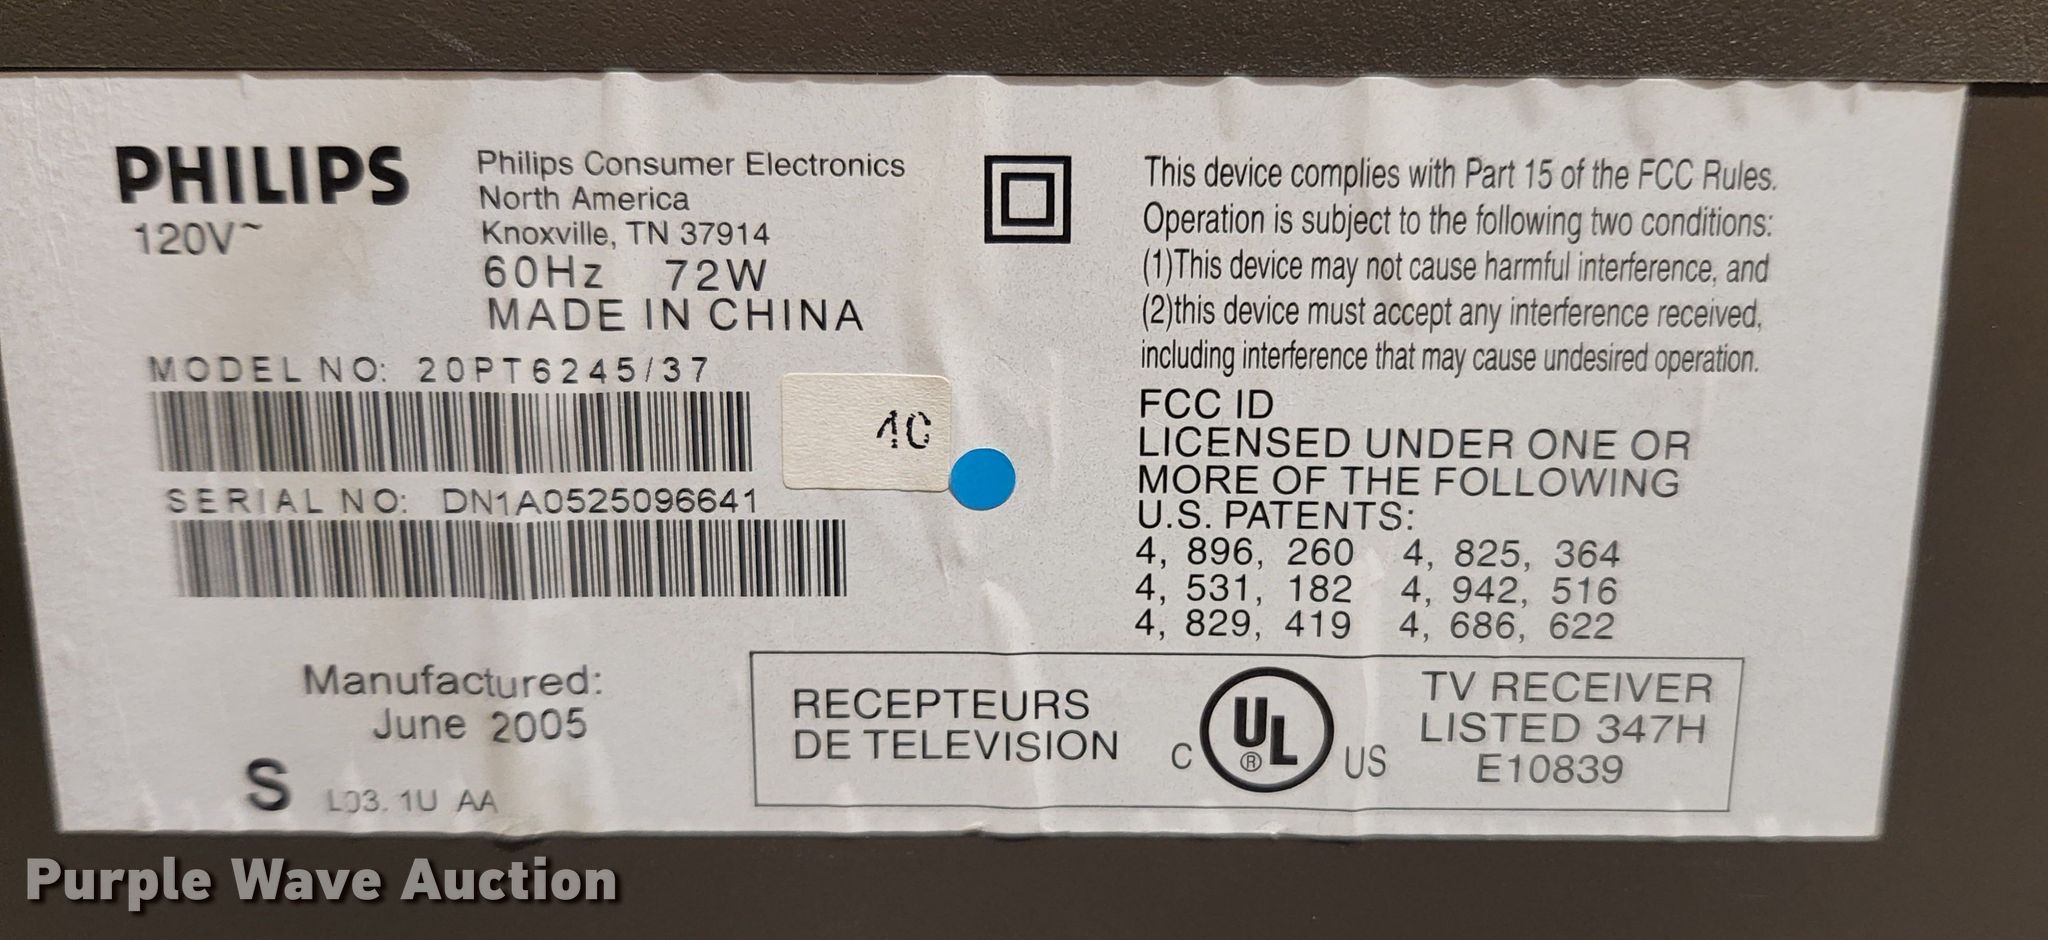 PHILIPS
120V~
Philips Consumer Electronics
North America
Knoxville, TN 37914
60Hz 72W
MADE IN CHINA
MODEL NO: 20PT6245/37
SERIAL NO: DN1A0525096641
Manufactured:
June 2005
S L03.1U AA
This device complies with Part 15 of the FCC Rules.
Operation is subject to the following two conditions:
(1)This device may not cause harmful interference, and
(2)this device must accept any interference received,
including interference that may cause undesired operation.
FCC ID
LICENSED UNDER ONE OR
MORE OF THE FOLLOWING
U.S. PATENTS:
4, 896, 260 4, 825, 364
4, 531, 182 4, 942, 516
4, 829, 419 4, 686, 622
RECEPTEURS
DE TELEVISION
C UL ® US
TV RECEIVER
LISTED 347H
E10839
Purple Wave Auction